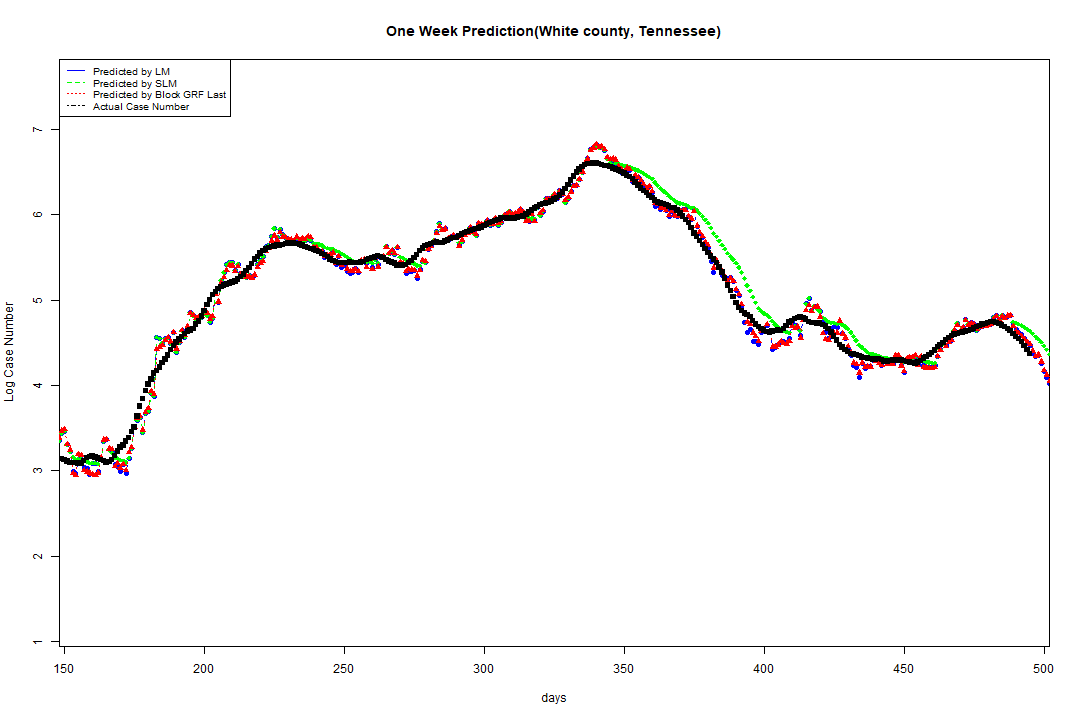 One Week Prediction(White county, Tennessee)
Predicted by LM
Predicted by SLM
Predicted by Block GRF Last
Actual Case Number
7
6
5
4
3
2
1
Log Case Number
150 200 250 300 350 400 450 500
days